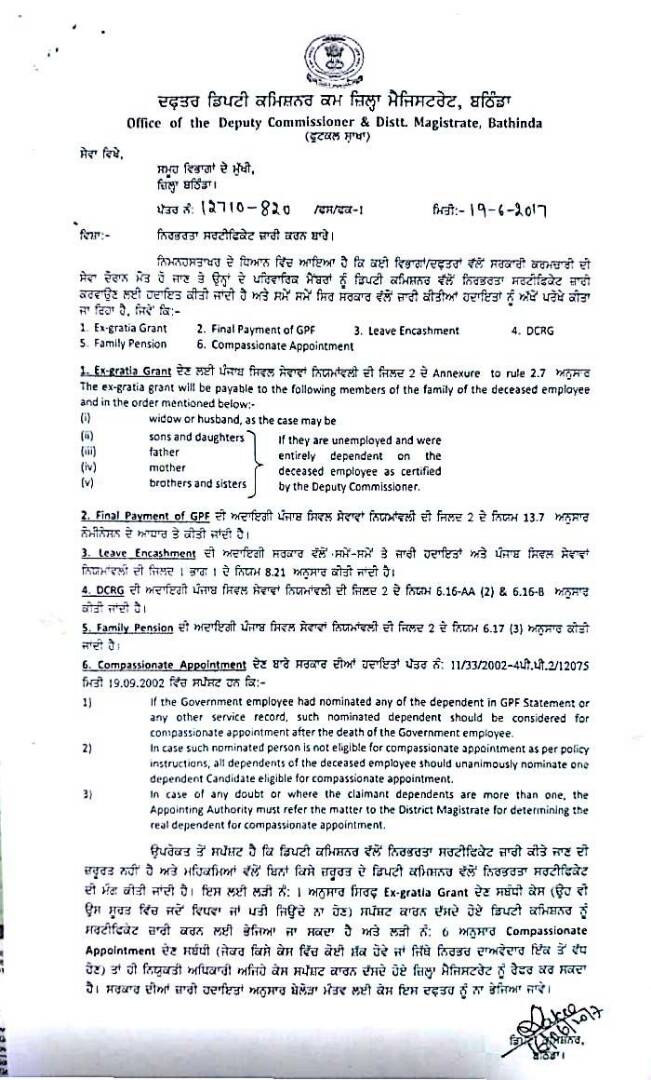 ਦਫਤਰ ਡਿਪਟੀ ਕਮਿਸ਼ਨਰ ਕਮ ਜ਼ਿਲ੍ਹਾ ਮੈਜਿਸਟਰੇਟ, ਬਠਿੰਡਾ
Office of the Deputy Commissioner & Distt. Magistrate, Bathinda
(ਫੁਟਕਲ ਸ਼ਾਖਾ)
ਸੇਵਾ ਵਿਖੇ,
ਸਮੂਹ ਵਿਭਾਗਾਂ ਦੇ ਮੁੱਖੀ,
ਜ਼ਿਲ੍ਹਾ ਬਠਿੰਡਾ।
ਪੱਤਰ ਨੰ: 12710-820 /ਫਸ/ਫਕ-1 ਮਿਤੀ:- 19-6-2017
ਵਿਸ਼ਾ:- ਨਿਰਭਰਤਾ ਸਰਟੀਫਿਕੇਟ ਜ਼ਾਰੀ ਕਰਨ ਬਾਰੇ।
ਨਿਮਨਹਸਤਾਖਰ ਦੇ ਧਿਆਨ ਵਿੱਚ ਆਇਆ ਹੈ ਕਿ ਕਈ ਵਿਭਾਗਾਂ/ਦਫਤਰਾਂ ਵੱਲੋਂ ਸਰਕਾਰੀ ਕਰਮਚਾਰੀ ਦੀ
ਸੇਵਾ ਦੌਰਾਨ ਮੌਤ ਹੋ ਜਾਣ ਤੇ ਉਨ੍ਹਾਂ ਦੇ ਪਰਿਵਾਰਿਕ ਮੈਂਬਰਾਂ ਨੂੰ ਡਿਪਟੀ ਕਮਿਸ਼ਨਰ ਵੱਲੋਂ ਨਿਰਭਰਤਾ ਸਰਟੀਫਿਕੇਟ ਜ਼ਾਰੀ
ਕਰਵਾਉਣ ਲਈ ਹਦਾਇਤ ਕੀਤੀ ਜਾਂਦੀ ਹੈ ਅਤੇ ਸਮੇਂ ਸਮੇਂ ਸਿਰ ਸਰਕਾਰ ਵੱਲੋਂ ਜ਼ਾਰੀ ਕੀਤੀਆਂ ਹਦਾਇਤਾਂ ਨੂੰ ਅੱਖੋਂ ਪਰੋਖੇ ਕੀਤਾ
ਜਾ ਰਿਹਾ ਹੈ, ਜਿਵੇਂ ਕਿ:-
1. Ex-gratia Grant 2. Final Payment of GPF 3. Leave Encashment 4. DCRG
5. Family Pension 6. Compassionate Appointment
1. Ex-gratia Grant ਦੇਣ ਲਈ ਪੰਜਾਬ ਸਿਵਲ ਸੇਵਾਵਾਂ ਨਿਯਮਾਂਵਲੀ ਦੀ ਜਿਲਦ 2 ਦੇ Annexure to rule 2.7 ਅਨੁਸਾਰ
The ex-gratia grant will be payable to the following members of the family of the deceased employee
and in the order mentioned below:-
(i) widow or husband, as the case may be
(ii) sons and daughters
(iii) father
(iv) mother
(v) brothers and sisters
If they are unemployed and were
entirely dependent on the
deceased employee as certified
by the Deputy Commissioner.
2. Final Payment of GPF ਦੀ ਅਦਾਇਗੀ ਪੰਜਾਬ ਸਿਵਲ ਸੇਵਾਵਾਂ ਨਿਯਮਾਂਵਲੀ ਦੀ ਜਿਲਦ 2 ਦੇ ਨਿਯਮ 13.7 ਅਨੁਸਾਰ
ਨੋਮੀਨੇਸ਼ਨ ਦੇ ਅਧਾਰ ਤੇ ਕੀਤੀ ਜਾਂਦੀ ਹੈ।
3. Leave Encashment ਦੀ ਅਦਾਇਗੀ ਸਰਕਾਰ ਵੱਲੋਂ ਸਮੇਂ-ਸਮੇਂ ਤੇ ਜ਼ਾਰੀ ਹਦਾਇਤਾਂ ਅਤੇ ਪੰਜਾਬ ਸਿਵਲ ਸੇਵਾਵਾਂ
ਨਿਯਮਾਂਵਲੀ ਦੀ ਜਿਲਦ 1 ਭਾਗ 1 ਦੇ ਨਿਯਮ 8.21 ਅਨੁਸਾਰ ਕੀਤੀ ਜਾਂਦੀ ਹੈ।
4. DCRG ਦੀ ਅਦਾਇਗੀ ਪੰਜਾਬ ਸਿਵਲ ਸੇਵਾਵਾਂ ਨਿਯਮਾਂਵਲੀ ਦੀ ਜਿਲਦ 2 ਦੇ ਨਿਯਮ 6.16-AA (2) & 6.16-B ਅਨੁਸਾਰ
ਕੀਤੀ ਜਾਂਦੀ ਹੈ।
5. Family Pension ਦੀ ਅਦਾਇਗੀ ਪੰਜਾਬ ਸਿਵਲ ਸੇਵਾਵਾਂ ਨਿਯਮਾਂਵਲੀ ਦੀ ਜਿਲਦ 2 ਦੇ ਨਿਯਮ 6.17 (3) ਅਨੁਸਾਰ ਕੀਤੀ
ਜਾਂਦੀ ਹੈ।
6. Compassionate Appointment ਦੇਣ ਬਾਰੇ ਸਰਕਾਰ ਦੀਆਂ ਹਦਾਇਤਾਂ ਪੱਤਰ ਨੰ: 11/33/2002-4ਪੀ.ਪੀ.2/12075
ਮਿਤੀ 19.09.2002 ਵਿੱਚ ਸਪੱਸ਼ਟ ਹਨ ਕਿ:-
1) If the Government employee had nominated any of the dependent in GPF Statement or
any other service record, such nominated dependent should be considered for
compassionate appointment after the death of the Government employee.
2) In case such nominated person is not eligible for compassionate appointment as per policy
instructions, all dependents of the deceased employee should unanimously nominate one
dependent Candidate eligible for compassionate appointment.
3) In case of any doubt or where the claimant dependents are more than one, the
Appointing Authority must refer the matter to the District Magistrate for determining the
real dependent for compassionate appointment.
ਉਪਰੋਕਤ ਤੋਂ ਸਪੱਸ਼ਟ ਹੈ ਕਿ ਡਿਪਟੀ ਕਮਿਸ਼ਨਰ ਵੱਲੋਂ ਨਿਰਭਰਤਾ ਸਰਟੀਫਿਕੇਟ ਜ਼ਾਰੀ ਕੀਤੇ ਜਾਣ ਦੀ
ਜ਼ਰੂਰਤ ਨਹੀਂ ਹੈ ਅਤੇ ਮਹਿਕਮਿਆਂ ਵੱਲੋਂ ਬਿਨਾਂ ਕਿਸੇ ਜ਼ਰੂਰਤ ਦੇ ਡਿਪਟੀ ਕਮਿਸ਼ਨਰ ਵੱਲੋਂ ਨਿਰਭਰਤਾ ਸਰਟੀਫਿਕੇਟ
ਦੀ ਮੰਗ ਕੀਤੀ ਜਾਂਦੀ ਹੈ। ਇਸ ਲਈ ਲੜੀ ਨੰ: 1 ਅਨੁਸਾਰ ਸਿਰਫ Ex-gratia Grant ਦੇਣ ਸਬੰਧੀ ਕੇਸ (ਉਹ ਵੀ
ਉਸ ਸੂਰਤ ਵਿੱਚ ਜਦੋਂ ਵਿਧਵਾ ਜਾਂ ਪਤੀ ਜਿਉਂਦੇ ਨਾ ਹੋਣ) ਸਪੱਸ਼ਟ ਕਾਰਨ ਦੱਸਦੇ ਹੋਏ ਡਿਪਟੀ ਕਮਿਸ਼ਨਰ ਨੂੰ
ਸਰਟੀਫਿਕੇਟ ਜ਼ਾਰੀ ਕਰਨ ਲਈ ਭੇਜਿਆ ਜਾ ਸਕਦਾ ਹੈ ਅਤੇ ਲੜੀ ਨੰ: 6 ਅਨੁਸਾਰ Compassionate
Appointment ਦੇਣ ਸਬੰਧੀ (ਜੇਕਰ ਕਿਸੇ ਕੇਸ ਵਿੱਚ ਕੋਈ ਸ਼ੱਕ ਹੋਵੇ ਜਾਂ ਜਿੱਥੇ ਨਿਰਭਰ ਦਾਅਵੇਦਾਰ ਇੱਕ ਤੋਂ ਵੱਧ
ਹੋਣ) ਤਾਂ ਹੀ ਨਿਯੁਕਤੀ ਅਧਿਕਾਰੀ ਅਜਿਹੇ ਕੇਸ ਸਪੱਸ਼ਟ ਕਾਰਨ ਦੱਸਦੇ ਹੋਏ ਜ਼ਿਲ੍ਹਾ ਮੈਜਿਸਟਰੇਟ ਨੂੰ ਰੈਫਰ ਕਰ ਸਕਦਾ
ਹੈ। ਸਰਕਾਰ ਦੀਆਂ ਜ਼ਾਰੀ ਹਦਾਇਤਾਂ ਅਨੁਸਾਰ ਬੇਲੋੜਾ ਮੰਤਵ ਲਈ ਕੇਸ ਇਸ ਦਫਤਰ ਨੂੰ ਨਾ ਭੇਜਿਆ ਜਾਵੇ।
ਡਿਪਟੀ ਕਮਿਸ਼ਨਰ,
ਬਠਿੰਡਾ।